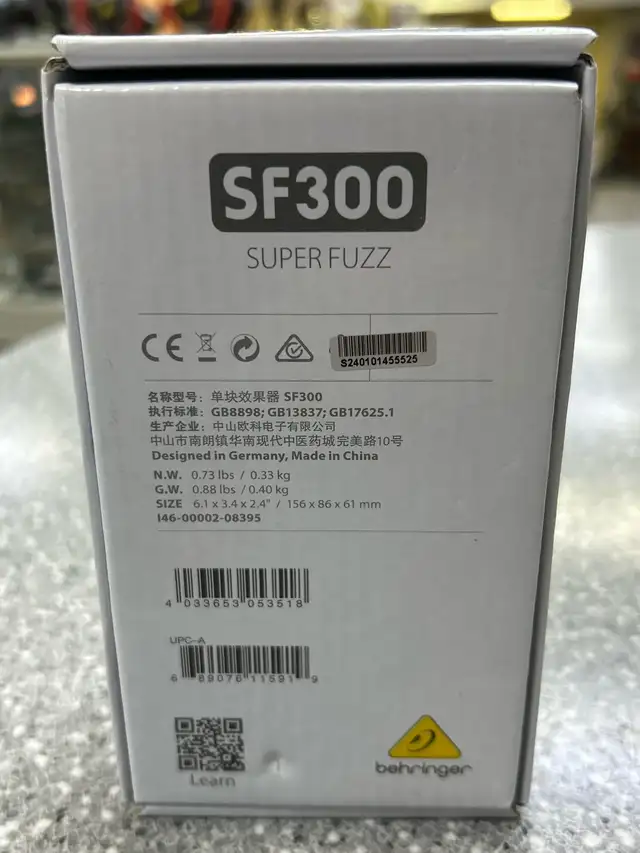 SF300
SUPER FUZZ
CE
S240101455525
名称型号：单块效果器 SF300
执行标准：GB8898; GB13837; GB17625.1
生产企业：中山欧科电子有限公司
中山市南朗镇华南现代中医药城完美路10号
Designed in Germany, Made in China
N.W. 0.73 lbs / 0.33 kg
G.W. 0.88 lbs / 0.40 kg
SIZE 6.1 x 3.4 x 2.4" / 156 x 86 x 61 mm
I46-00002-08395
4 033653 053518
UPC-A
6 89076 11591 9
Learn
behringer